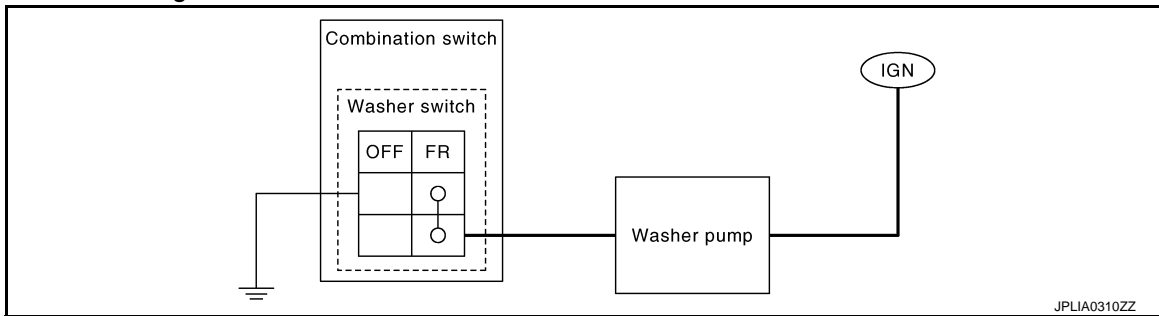 Combination switch
IGN
Washer switch
OFF FR
Washer pump
JPLIA0310ZZ